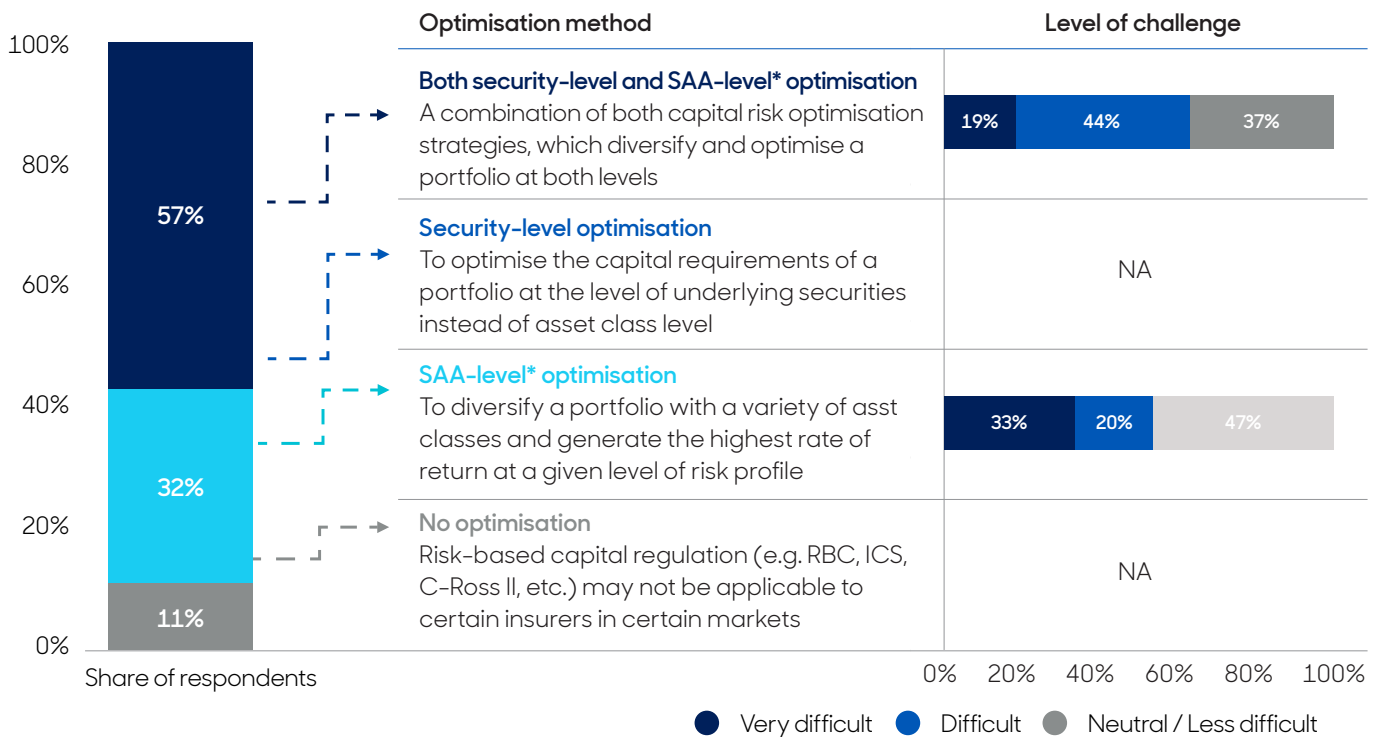 Optimisation method
Level of challenge
100%
80%
60%
40%
20%
0%
57%
32%
11%
Share of respondents
Both security-level and SAA-level* optimisation
A combination of both capital risk optimisation
strategies, which diversify and optimise a
portfolio at both levels
19%
44%
37%
Security-level optimisation
To optimise the capital requirements of a
portfolio at the level of underlying securities
instead of asset class level
NA
SAA-level* optimisation
To diversify a portfolio with a variety of asst
classes and generate the highest rate of
return at a given level of risk profile
33%
20%
47%
No optimisation
Risk-based capital regulation (e.g. RBC, ICS,
C-Ross II, etc.) may not be applicable to
certain insurers in certain markets
NA
0%
20%
40%
60%
80%
100%
Very difficult
Difficult
Neutral / Less difficult